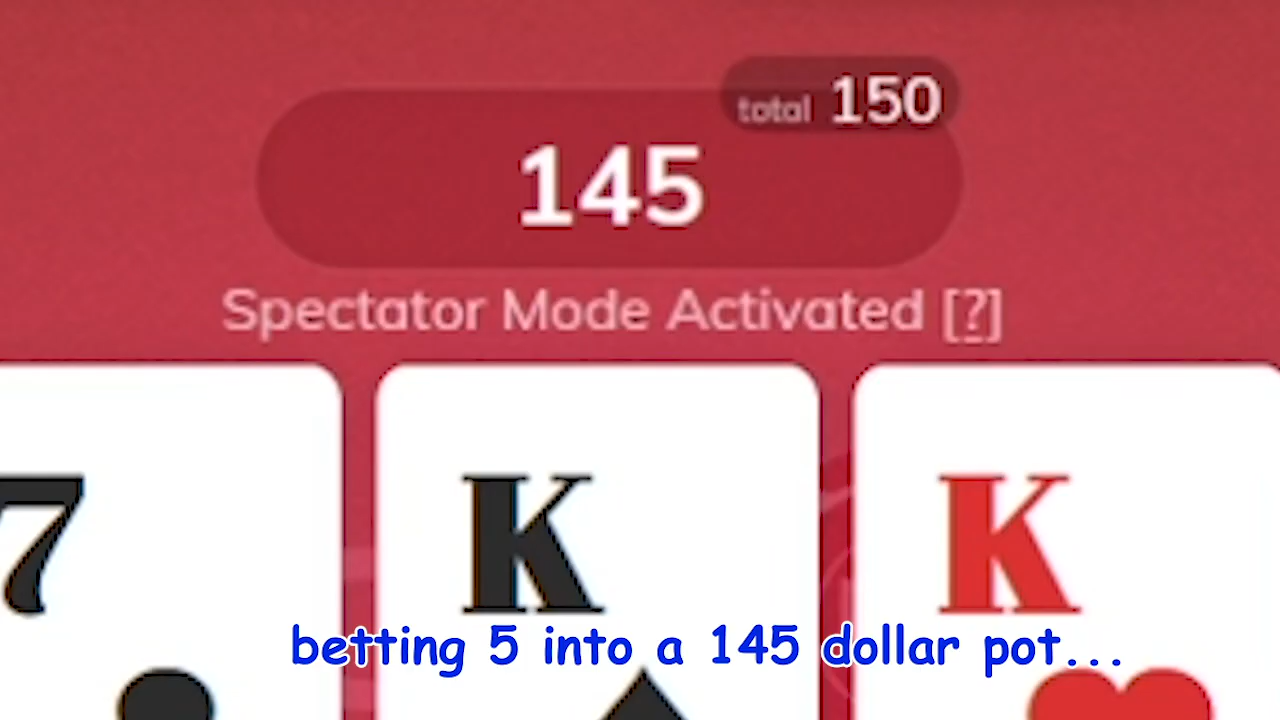 total 150
145
Spectator Mode Activated [?]
7 K K
betting 5 into a 145 dollar pot...